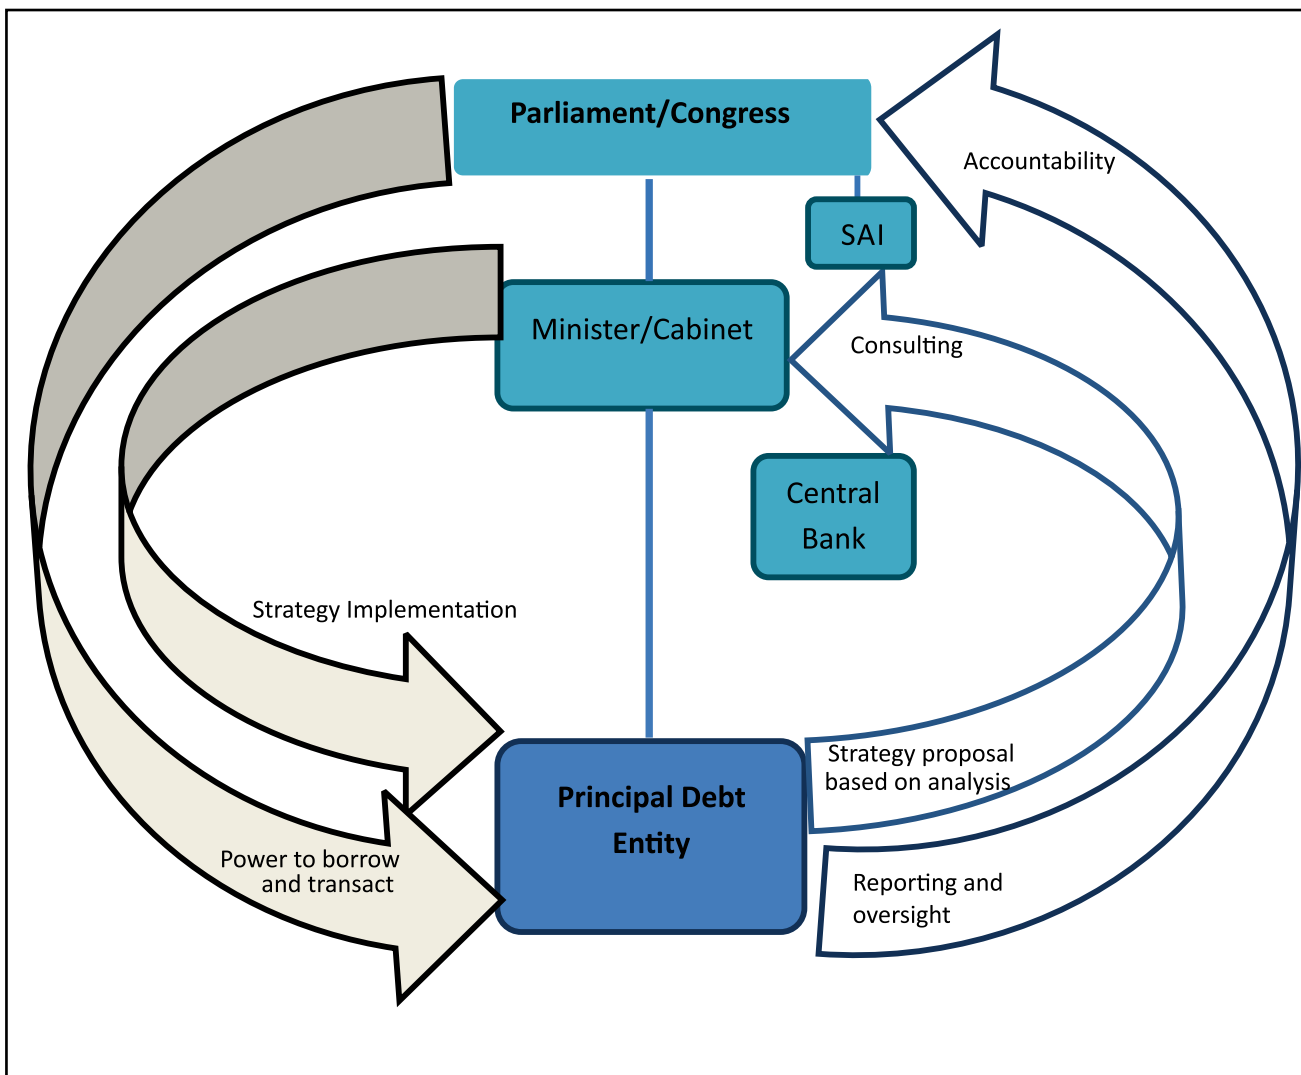 Parliament/Congress
Accountability
SAI
Minister/Cabinet
Consulting
Central
Bank
Strategy Implementation
Strategy proposal
based on analysis
Principal Debt
Entity
Power to borrow
and transact
Reporting and
oversight